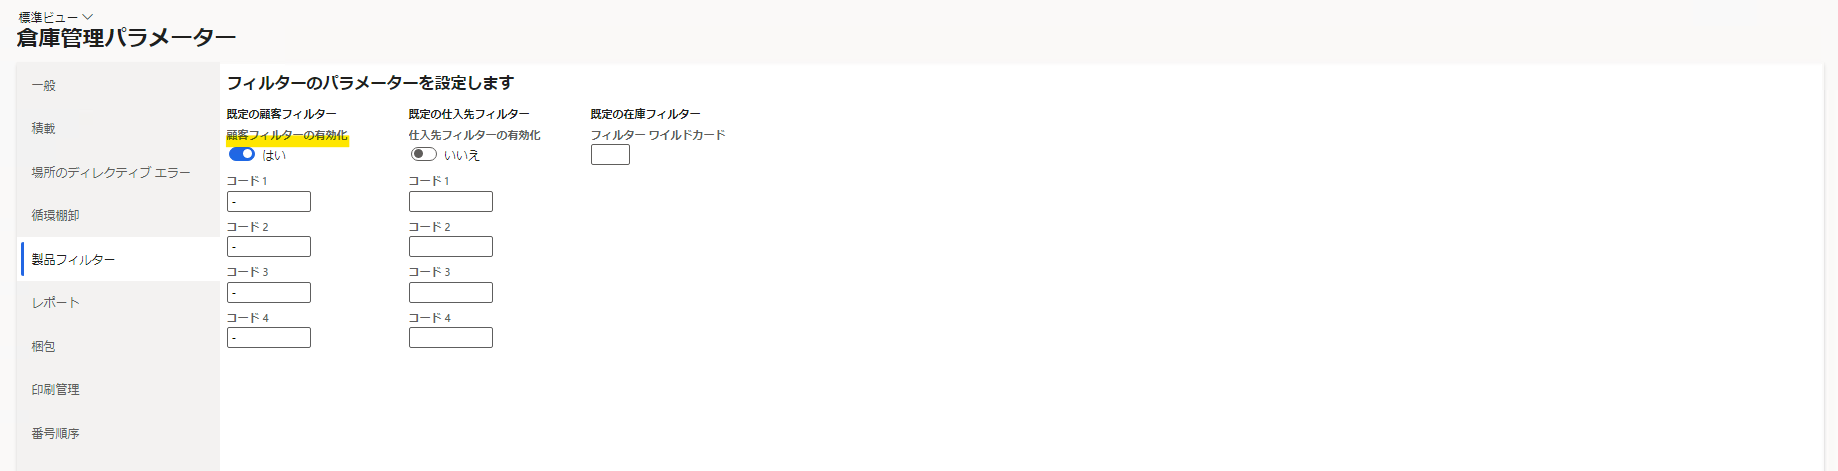 標準ビュー
倉庫管理パラメーター
一般
積載
場所のディレクティブ エラー
循環棚卸
製品フィルター
レポート
梱包
印刷管理
番号順序
フィルターのパラメーターを設定します
既定の顧客フィルター
顧客フィルターの有効化
はい
コード 1
-
コード 2
-
コード 3
-
コード 4
-
既定の仕入先フィルター
仕入先フィルターの有効化
いいえ
コード 1
コード 2
コード 3
コード 4
既定の在庫フィルター
フィルター ワイルドカード